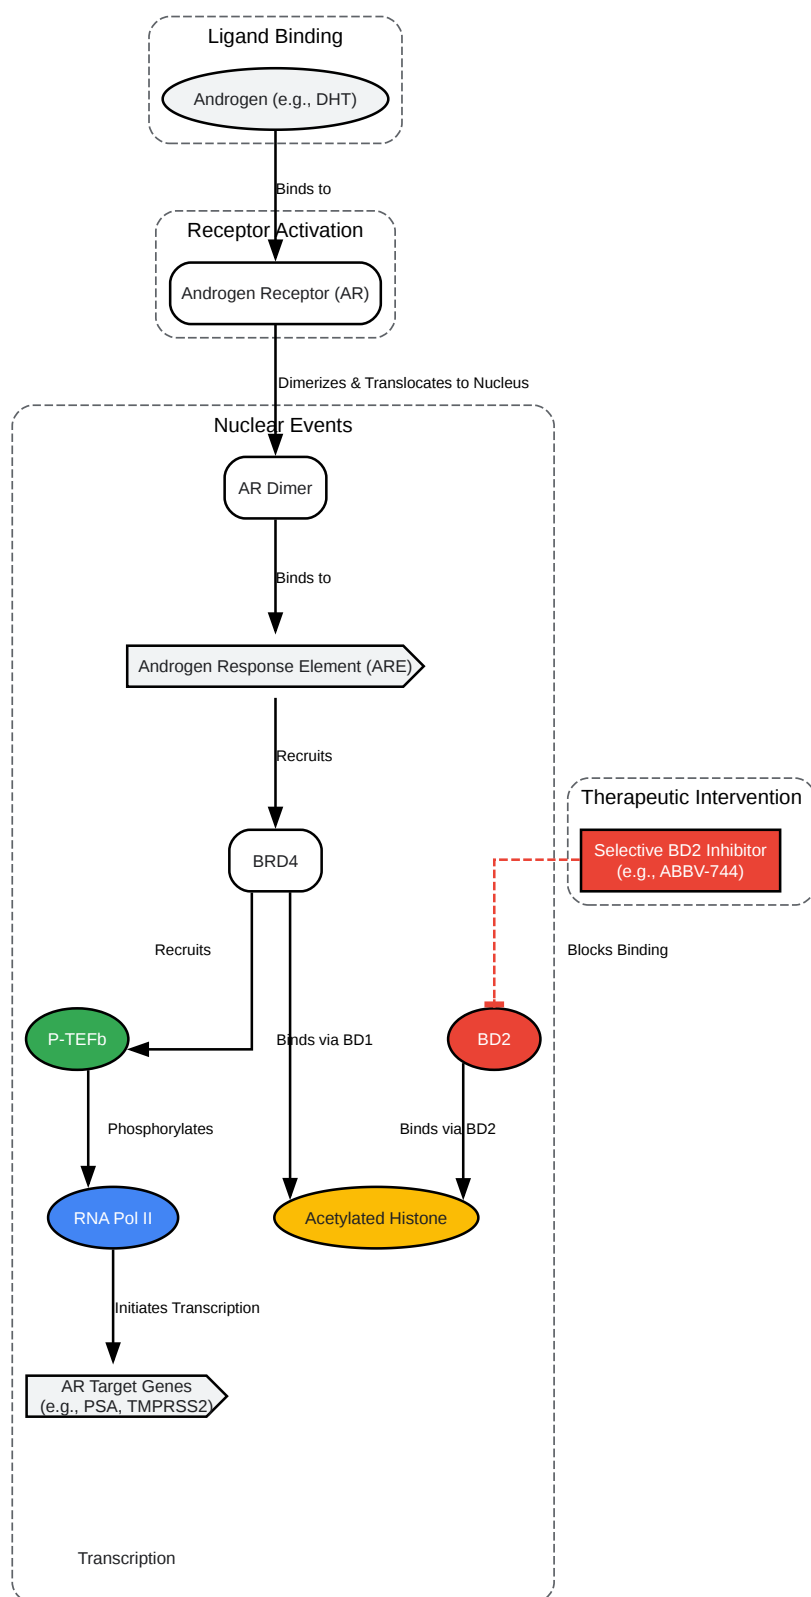 Ligand Binding
Androgen (e.g., DHT)
Binds to
Receptor Activation
Androgen Receptor (AR)
Dimerizes & Translocates to Nucleus
Nuclear Events
AR Dimer
Binds to
Androgen Response Element (ARE)
Recruits
Therapeutic Intervention
BRD4
Selective BD2 Inhibitor
(e.g., ABBV-744)
Recruits
Blocks Binding
P-TEFb
Binds via BD1
BD2
Phosphorylates
Binds via BD2
RNA Pol II
Acetylated Histone
Initiates Transcription
AR Target Genes
(e.g., PSA, TMPRSS2)
Transcription